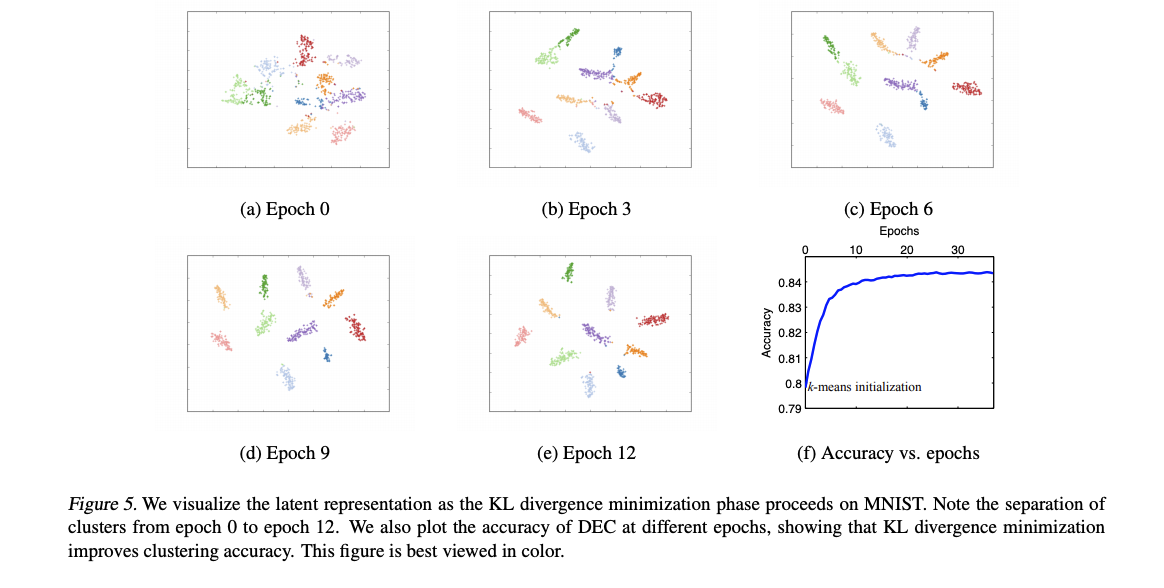 (a) Epoch 0
(b) Epoch 3
(c) Epoch 6
Epochs
0 10 20 30
0.84
0.83
0.82
0.81
0.8
0.79
Accuracy
k-means initialization
(d) Epoch 9
(e) Epoch 12
(f) Accuracy vs. epochs
Figure 5. We visualize the latent representation as the KL divergence minimization phase proceeds on MNIST. Note the separation of
clusters from epoch 0 to epoch 12. We also plot the accuracy of DEC at different epochs, showing that KL divergence minimization
improves clustering accuracy. This figure is best viewed in color.